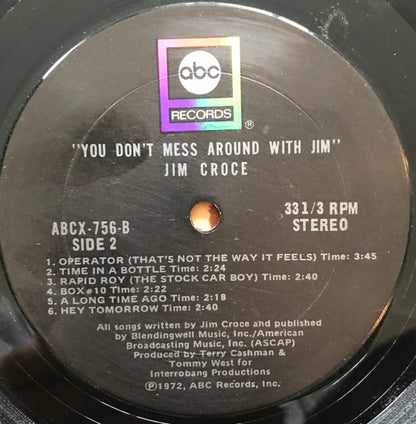 abc
RECORDS
®
"YOU DON'T MESS AROUND WITH JIM"
JIM CROCE
ABCX-756-B
SIDE 2
33 1/3 RPM
STEREO
1. OPERATOR (THAT'S NOT THE WAY IT FEELS) Time: 3:45
2. TIME IN A BOTTLE Time: 2:24
3. RAPID ROY (THE STOCK CAR BOY) Time: 2:40
4. BOX #10 Time: 2:22
5. A LONG TIME AGO Time: 2:18
6. HEY TOMORROW Time: 2:40
All songs written by Jim Croce and published
by Blendingwell Music, Inc./American
Broadcasting Music, Inc. (ASCAP)
Produced by Terry Cashman &
Tommy West for
Interrobang Productions
℗1972, ABC Records, Inc.